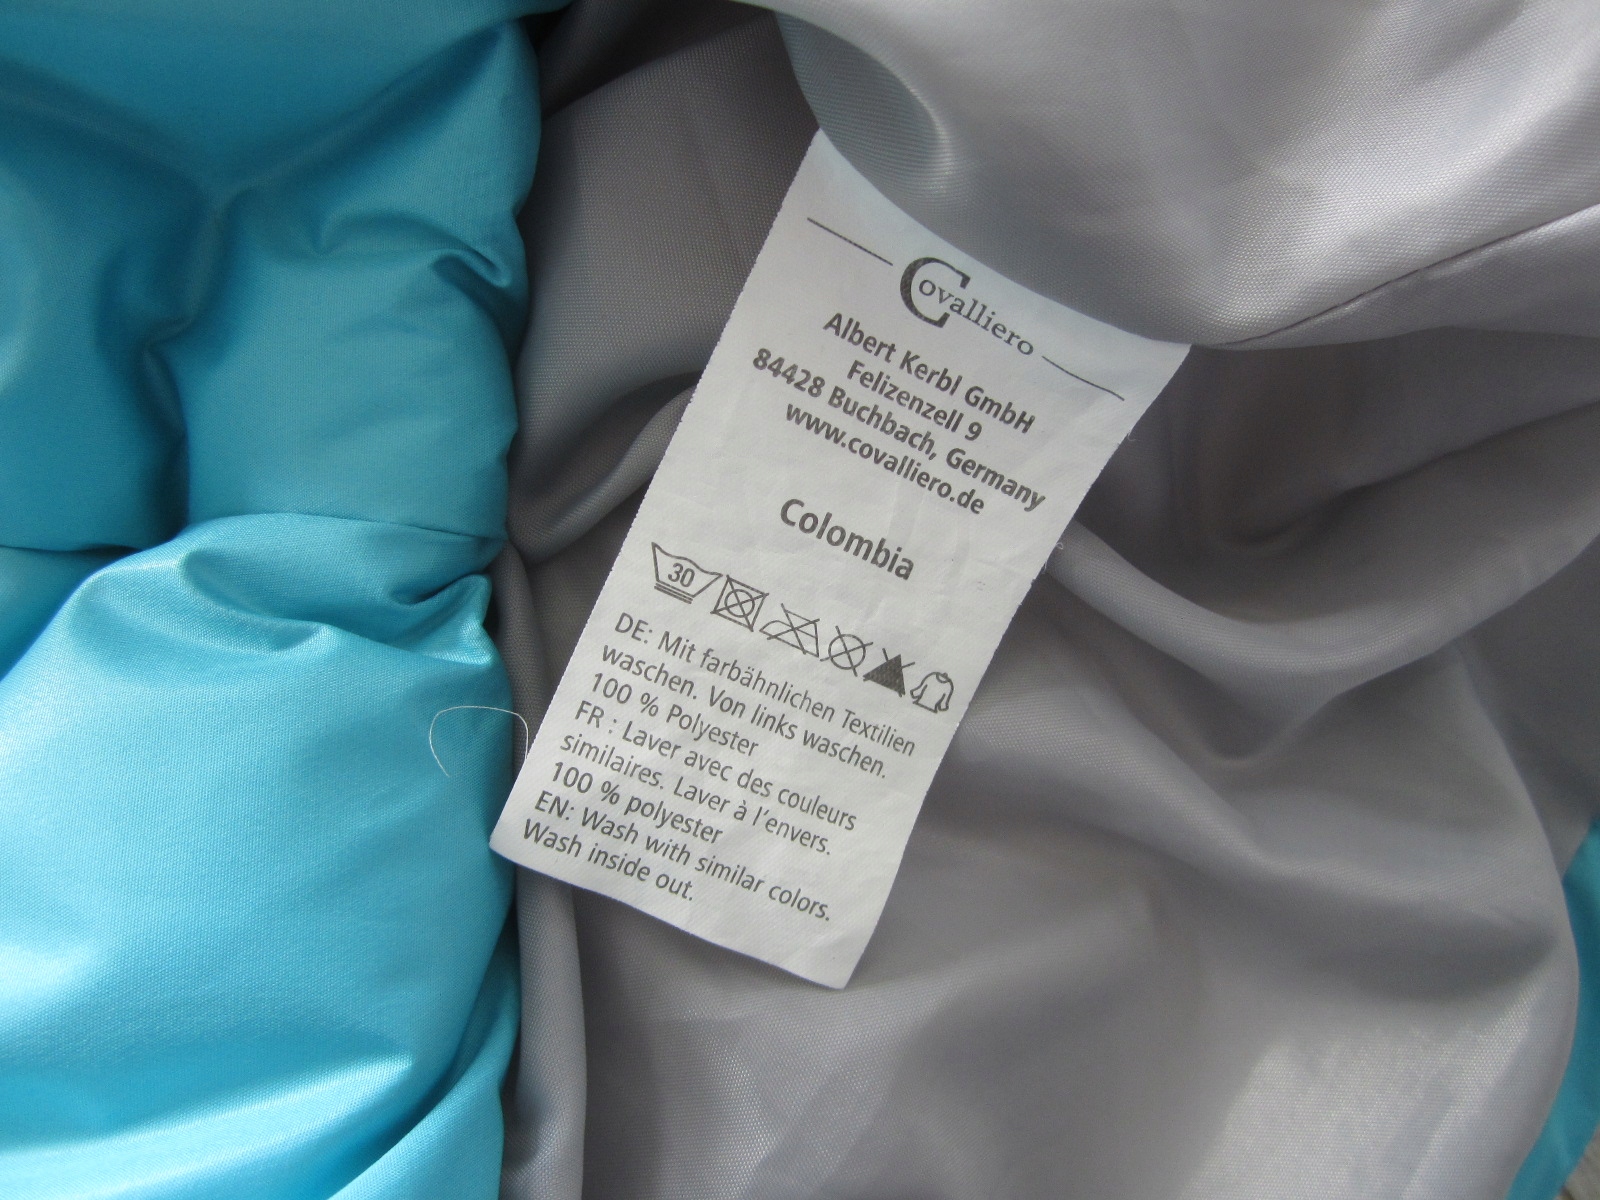 Covalliero
Albert Kerbl GmbH
Felizenzell 9
84428 Buchbach, Germany
www.covalliero.de
Colombia
30
DE: Mit farbähnlichen Textilien
waschen. Von links waschen.
100 % Polyester
FR : Laver avec des couleurs
similaires. Laver à l'envers.
100 % polyester
EN: Wash with similar colors.
Wash inside out.